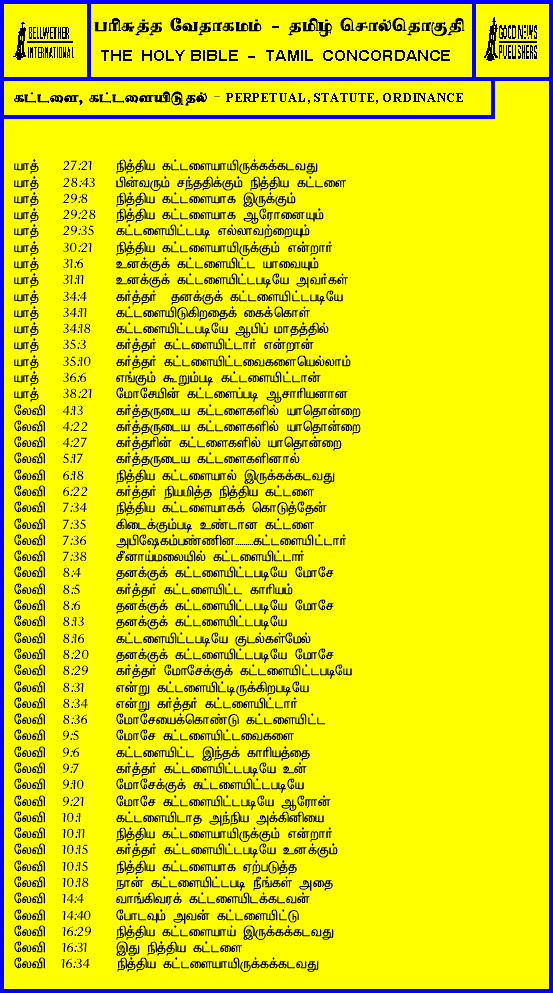 BELLWETHER
INTERNATIONAL
பரிசுத்த வேதாகமம் - தமிழ் சொல்தொகுதி
THE HOLY BIBLE - TAMIL CONCORDANCE
GOOD NEWS
PUBLISHERS
கட்டளை, கட்டளையிடுதல் - PERPETUAL, STATUTE, ORDINANCE
யாத் 27:21 நித்திய கட்டளையாயிருக்கக்கடவது
யாத் 28:43 பின்வரும் சந்ததிக்கும் நித்திய கட்டளை
யாத் 29:8 நித்திய கட்டளையாக இருக்கும்
யாத் 29:28 நித்திய கட்டளையாக ஆரோனையும்
யாத் 29:35 கட்டளையிட்டபடி எல்லாவற்றையும்
யாத் 30:21 நித்திய கட்டளையாயிருக்கும் என்றார்
யாத் 31:6 உனக்குக் கட்டளையிட்ட யாவையும்
யாத் 31:11 உனக்குக் கட்டளையிட்டபடியே அவர்கள்
யாத் 34:4 கர்த்தர் தனக்குக் கட்டளையிட்டபடியே
யாத் 34:11 கட்டளையிடுகிறதைக் கைக்கொள்
யாத் 34:18 கட்டளையிட்டபடியே ஆபிப் மாதத்தில்
யாத் 35:3 கர்த்தர் கட்டளையிட்டார் என்றான்
யாத் 35:10 கர்த்தர் கட்டளையிட்டவைகளையெல்லாம்
யாத் 36:6 எங்கும் கூறும்படி கட்டளையிட்டான்
யாத் 38:21 மோசேயின் கட்டளைப்படி ஆசாரியனான
லேவி 4:13 கர்த்தருடைய கட்டளைகளில் யாதொன்றை
லேவி 4:22 கர்த்தருடைய கட்டளைகளில் யாதொன்றை
லேவி 4:27 கர்த்தரின் கட்டளைகளில் யாதொன்றை
லேவி 5:17 கர்த்தருடைய கட்டளைகளினால்
லேவி 6:18 நித்திய கட்டளையால் இருக்கக்கடவது
லேவி 6:22 கர்த்தர் நியமித்த நித்திய கட்டளை
லேவி 7:34 நித்திய கட்டளையாகக் கொடுத்தேன்
லேவி 7:35 கிடைக்கும்படி உண்டான கட்டளை
லேவி 7:36 அபிஷேகம்பண்ணின.........கட்டளையிட்டார்
லேவி 7:38 சீனாய்மலையில் கட்டளையிட்டார்
லேவி 8:4 தனக்குக் கட்டளையிட்டபடியே மோசே
லேவி 8:5 கர்த்தர் கட்டளையிட்ட காரியம்
லேவி 8:6 தனக்குக் கட்டளையிட்டபடியே மோசே
லேவி 8:13 தனக்குக் கட்டளையிட்டபடியே
லேவி 8:16 கட்டளையிட்டபடியே குடல்கள்மேல்
லேவி 8:20 தனக்குக் கட்டளையிட்டபடியே மோசே
லேவி 8:29 கர்த்தர் மோசேக்குக் கட்டளையிட்டபடியே
லேவி 8:31 என்று கட்டளையிட்டிருக்கிறபடியே
லேவி 8:34 என்று கர்த்தர் கட்டளையிட்டார்
லேவி 8:36 மோசேயைக்கொண்டு கட்டளையிட்ட
லேவி 9:5 மோசே கட்டளையிட்டவைகளை
லேவி 9:6 கட்டளையிட்ட இந்தக் காரியத்தை
லேவி 9:7 கர்த்தர் கட்டளையிட்டபடியே உன்
லேவி 9:10 மோசேக்குக் கட்டளையிட்டபடியே
லேவி 9:21 மோசே கட்டளையிட்டபடியே ஆரோன்
லேவி 10:1 கட்டளையிடாத அந்நிய அக்கினியை
லேவி 10:11 நித்திய கட்டளையாயிருக்கும் என்றார்
லேவி 10:15 கர்த்தர் கட்டளையிட்டபடியே உனக்கும்
லேவி 10:15 நித்திய கட்டளையாக ஏற்படுத்த
லேவி 10:18 நான் கட்டளையிட்டபடி நீங்கள் அதை
லேவி 14:4 வாங்கிவரக் கட்டளையிடக்கடவன்
லேவி 14:40 போடவும் அவன் கட்டளையிட்டு
லேவி 16:29 நித்திய கட்டளையாய் இருக்கக்கடவது
லேவி 16:31 இது நித்திய கட்டளை
லேவி 16:34 நித்திய கட்டளையாயிருக்கக்கடவது